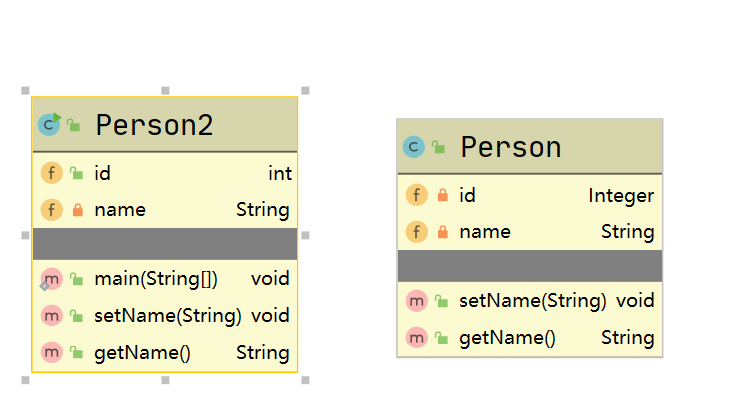 Person2
id int
name String
main(String[]) void
setName(String) void
getName() String
Person
id Integer
name String
setName(String) void
getName() String